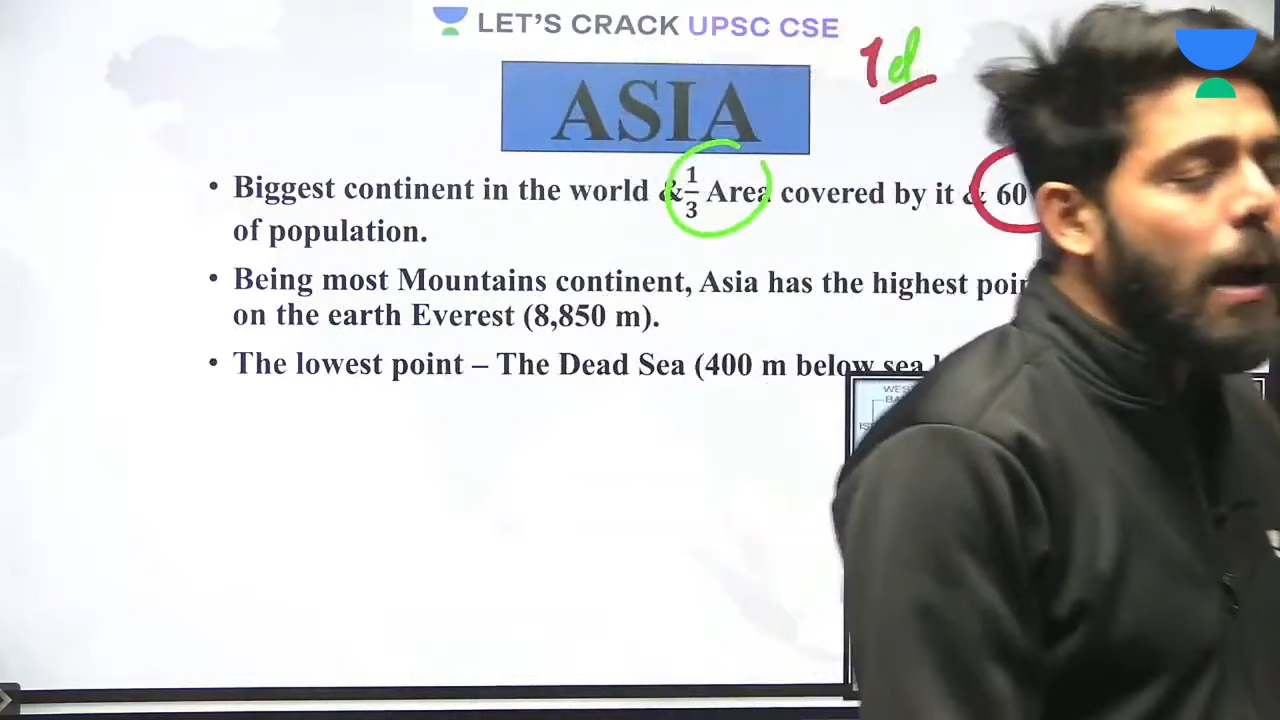 LET'S CRACK UPSC CSE
1d
ASIA
• Biggest continent in the world & 1/3 Area covered by it & 60
of population.
• Being most Mountains continent, Asia has the highest
on the earth Everest (8,850 m).
• The lowest point – The Dead Sea (400 m below sea